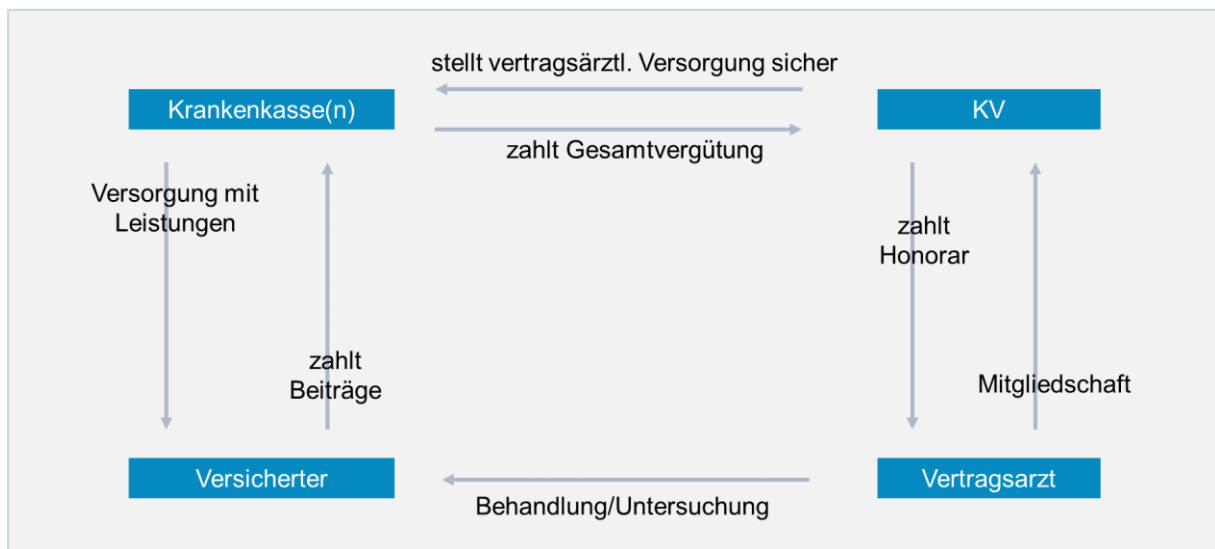 stellt vertragsärztl. Versorgung sicher
Krankenkasse(n)
KV
zahlt Gesamtvergütung
Versorgung mit
Leistungen
zahlt
Honorar
zahlt
Beiträge
Mitgliedschaft
Versicherter
Vertragsarzt
Behandlung/Untersuchung